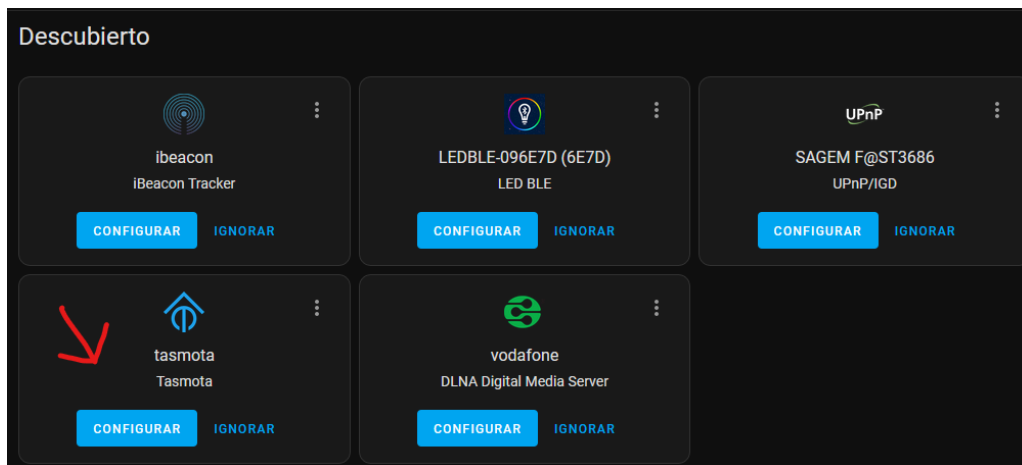 Descubierto
ibeacon
iBeacon Tracker
CONFIGURAR IGNORAR
LEDBLE-096E7D (6E7D)
LED BLE
CONFIGURAR IGNORAR
UPnP
SAGEM F@ST3686
UPnP/IGD
CONFIGURAR IGNORAR
tasmota
Tasmota
CONFIGURAR IGNORAR
vodafone
DLNA Digital Media Server
CONFIGURAR IGNORAR